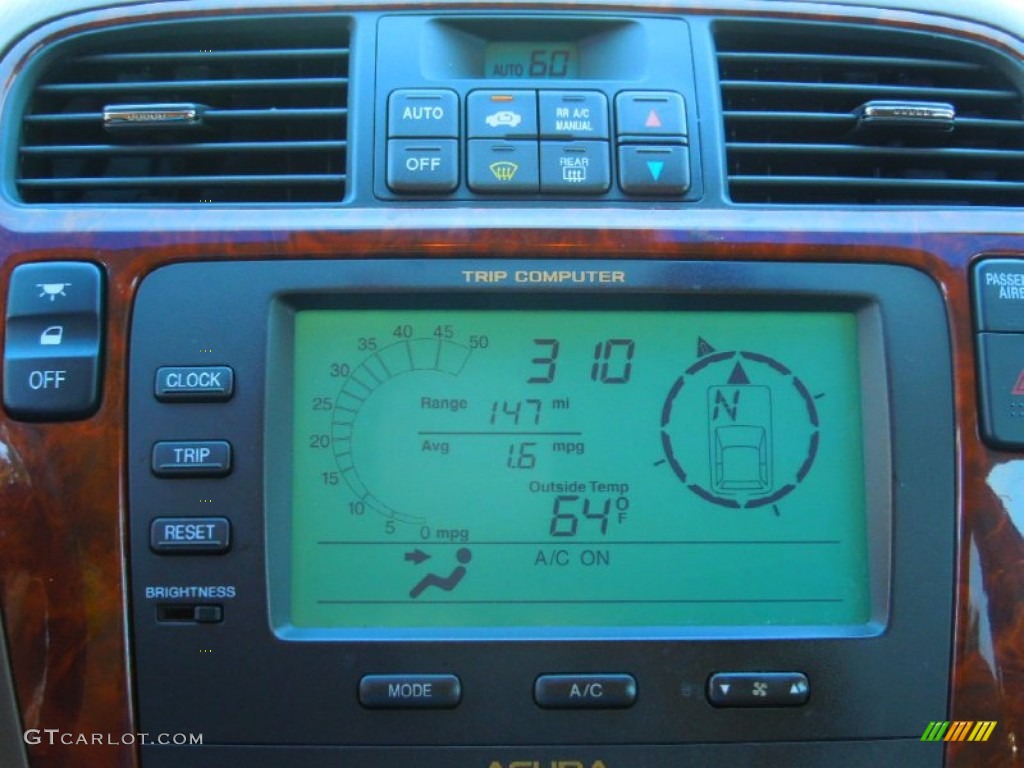 AUTO 60
AUTO
RR A/C
MANUAL
OFF
REAR
TRIP COMPUTER
OFF
CLOCK
TRIP
RESET
BRIGHTNESS
0 mpg
5
10
15
20
25
30
35
40
45
50
3 10
Range 147 mi
Avg 1.6 mpg
Outside Temp
64 °F
N
A/C ON
MODE
A/C
GTCARLOT.COM
ACURA